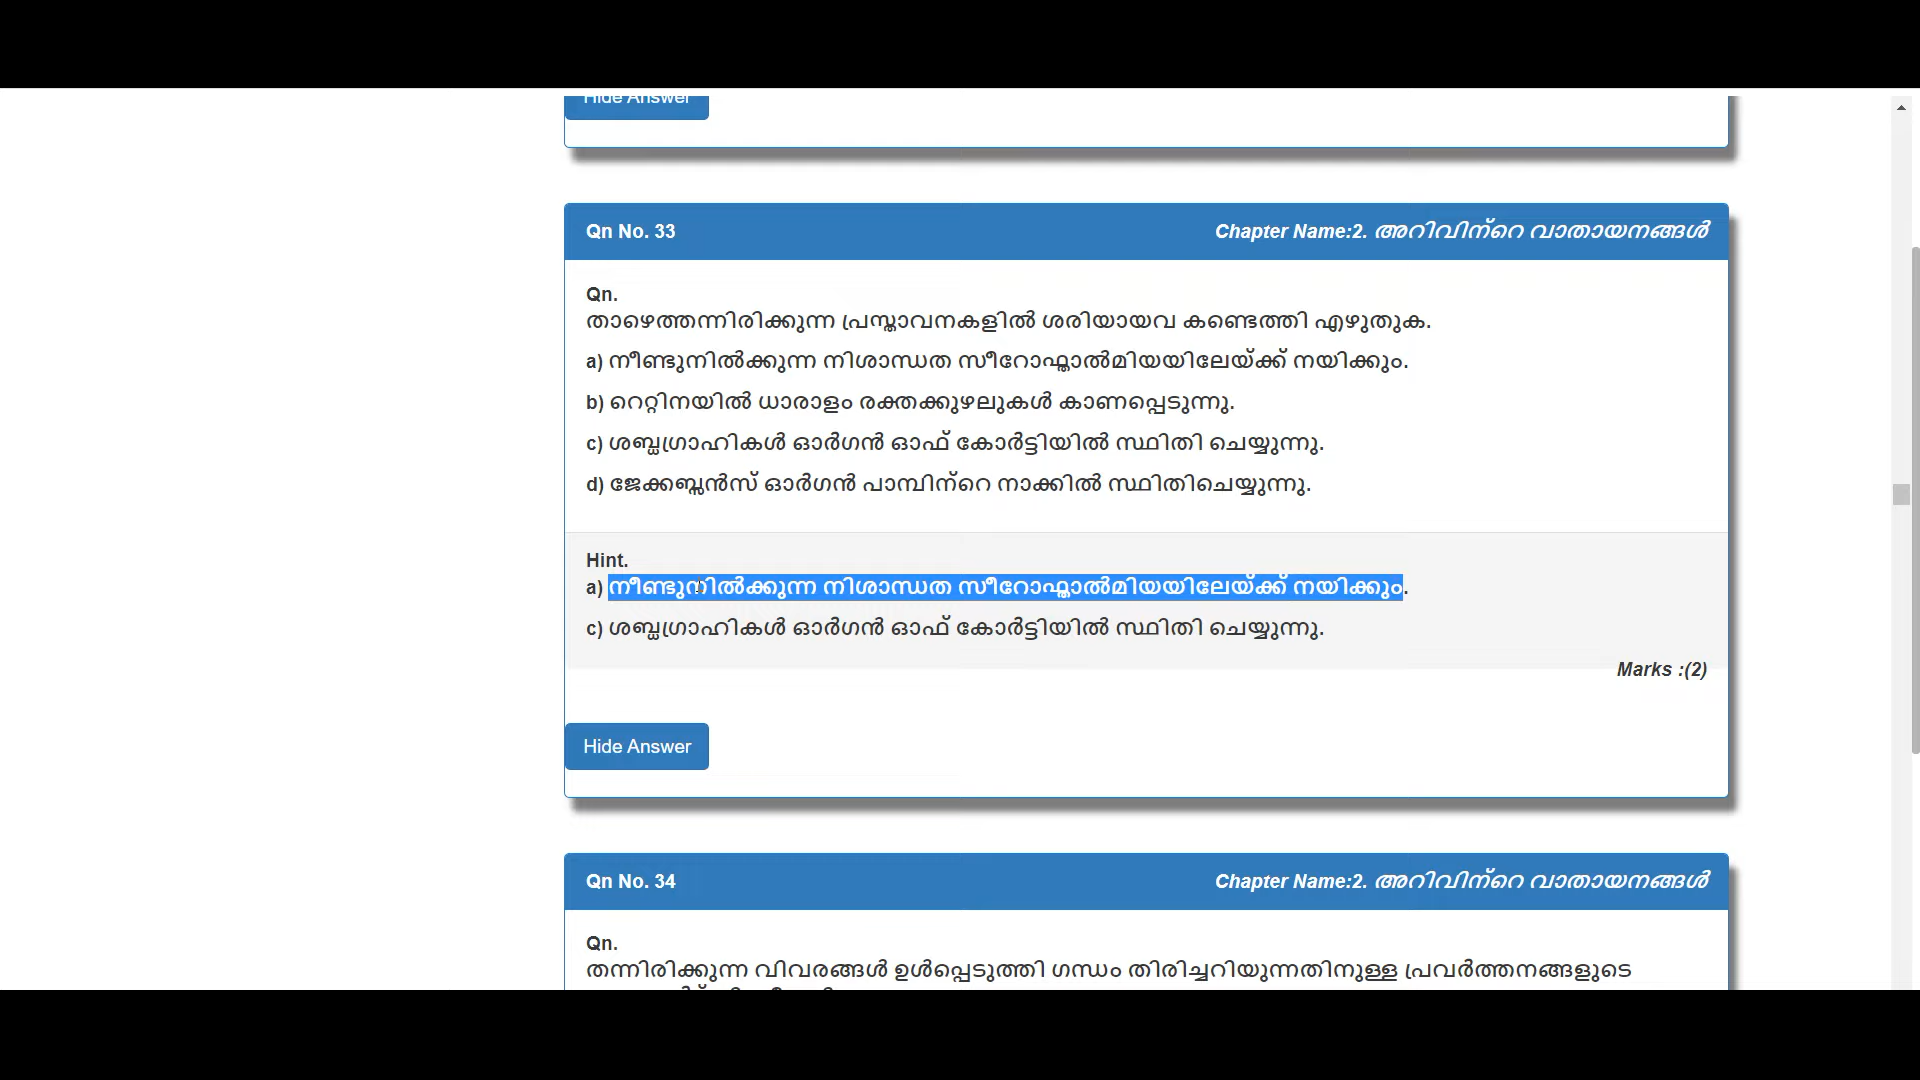 Hide Answer
Qn No. 33
Chapter Name:2. അറിവിന്റെ വാതായനങ്ങൾ
Qn.
താഴെത്തന്നിരിക്കുന്ന പ്രസ്താവനകളിൽ ശരിയായവ കണ്ടെത്തി എഴുതുക.
a) നീണ്ടുനിൽക്കുന്ന നിശാന്ധത സീറോഫ്താൽമിയയിലേയ്ക്ക് നയിക്കും.
b) റെറ്റിനയിൽ ധാരാളം രക്തക്കുഴലുകൾ കാണപ്പെടുന്നു.
c) ശബ്ദഗ്രാഹികൾ ഓർഗൻ ഓഫ് കോർട്ടിയിൽ സ്ഥിതി ചെയ്യുന്നു.
d) ജേക്കബ്സൺസ് ഓർഗൻ പാമ്പിന്റെ നാക്കിൽ സ്ഥിതിചെയ്യുന്നു.
Hint.
a) നീണ്ടുനിൽക്കുന്ന നിശാന്ധത സീറോഫ്താൽമിയയിലേയ്ക്ക് നയിക്കും.
c) ശബ്ദഗ്രാഹികൾ ഓർഗൻ ഓഫ് കോർട്ടിയിൽ സ്ഥിതി ചെയ്യുന്നു.
Marks :(2)
Hide Answer
Qn No. 34
Chapter Name:2. അറിവിന്റെ വാതായനങ്ങൾ
Qn.
തന്നിരിക്കുന്ന വിവരങ്ങൾ ഉൾപ്പെടുത്തി ഗന്ധം തിരിച്ചറിയുന്നതിനുള്ള പ്രവർത്തനങ്ങളുടെ